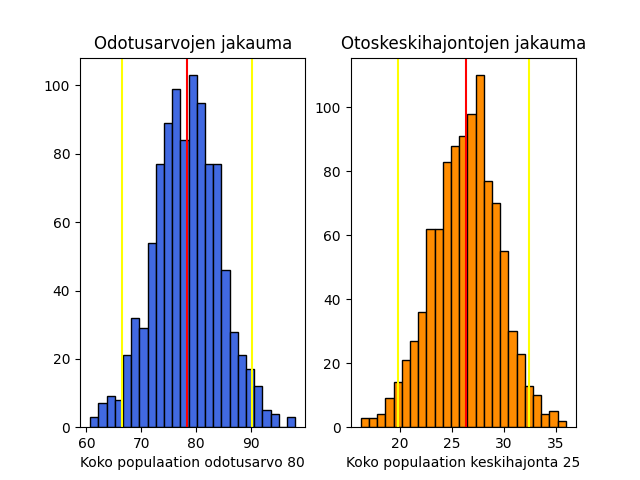 Odotusarvojen jakauma
100
80
60
40
20
0
60 70 80 90
Koko populaation odotusarvo 80
Otoskeskihajontojen jakauma
100
80
60
40
20
0
20 25 30 35
Koko populaation keskihajonta 25